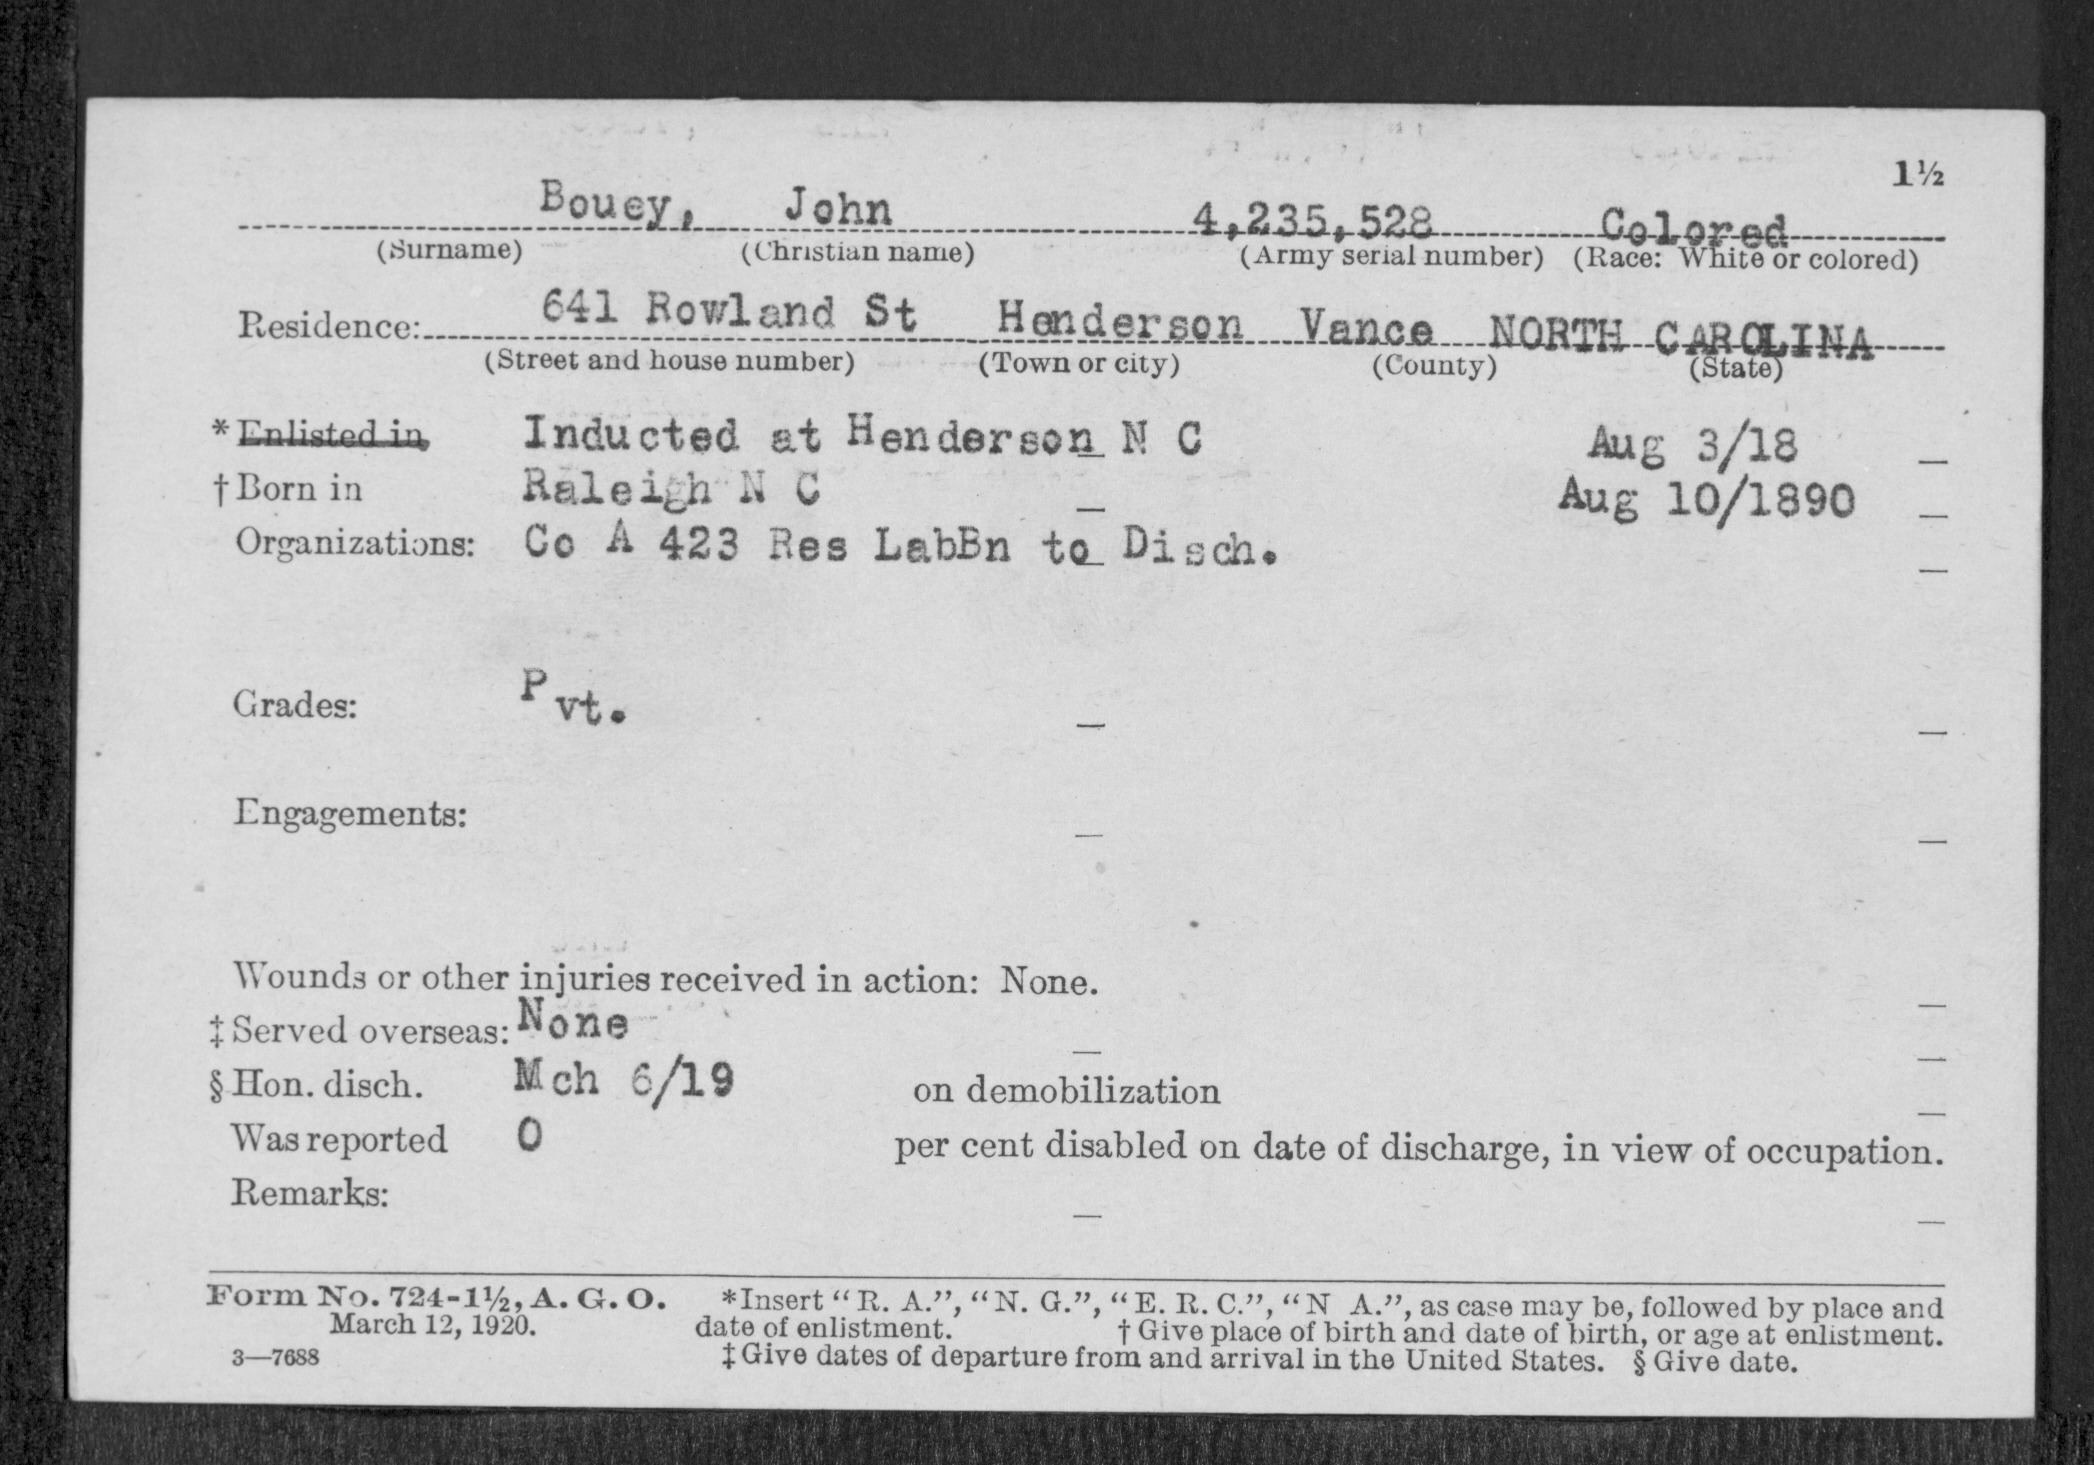 1½
Bouey, John 4,235,528 Colored
(Surname) (Christian name) (Army serial number) (Race: White or colored)
Residence: 641 Rowland St Henderson Vance NORTH CAROLINA
(Street and house number) (Town or city) (County) (State)
* Enlisted in Inducted at Henderson N C Aug 3/18
† Born in Raleigh N C Aug 10/1890
Organizations: Co A 423 Res LabBn to Disch.
Grades: Pvt.
Engagements:
Wounds or other injuries received in action: None.
‡ Served overseas: None
§ Hon. disch. Mch 6/19 on demobilization
Was reported 0 per cent disabled on date of discharge, in view of occupation.
Remarks:
Form No. 724-1½, A. G. O. *Insert "R. A.", "N. G.", "E. R. C.", "N A.", as case may be, followed by place and
March 12, 1920. date of enlistment. † Give place of birth and date of birth, or age at enlistment.
3—7688 ‡ Give dates of departure from and arrival in the United States. § Give date.